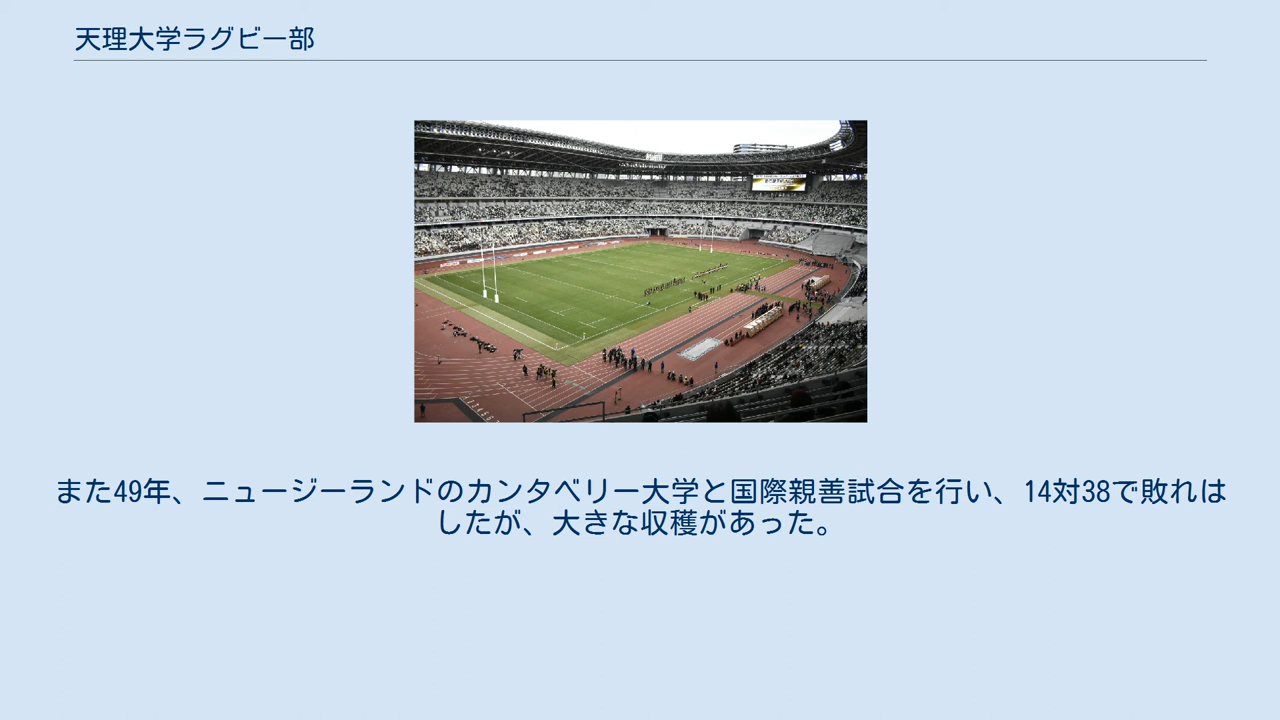 天理大学ラグビー部
また49年、ニュージーランドのカンタベリー大学と国際親善試合を行い、14対38で敗れは
したが、大きな収穫があった。